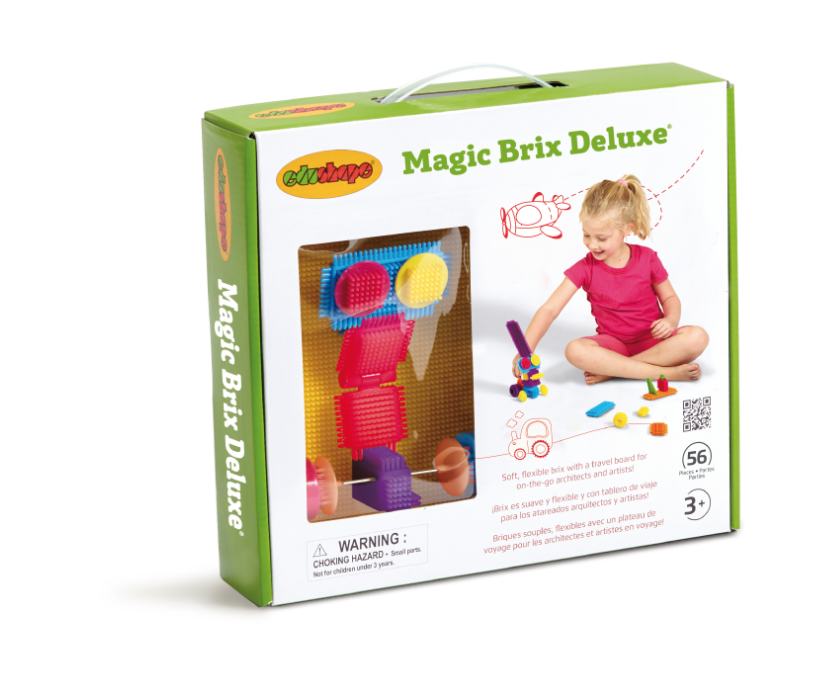 edushape®
Magic Brix Deluxe®
edushape
Magic Brix Deluxe®
Soft, flexible brix with a travel board for
on-the-go architects and artists!
¡Brix es suave y flexible y con tablero de viaje
para los atareados arquitectos y artistas!
Briques souples, flexibles avec un plateau de
voyage pour les architectes et artistes en voyage!
56
Pieces • Partes
Parties
3+
WARNING :
CHOKING HAZARD - Small parts.
Not for children under 3 years.